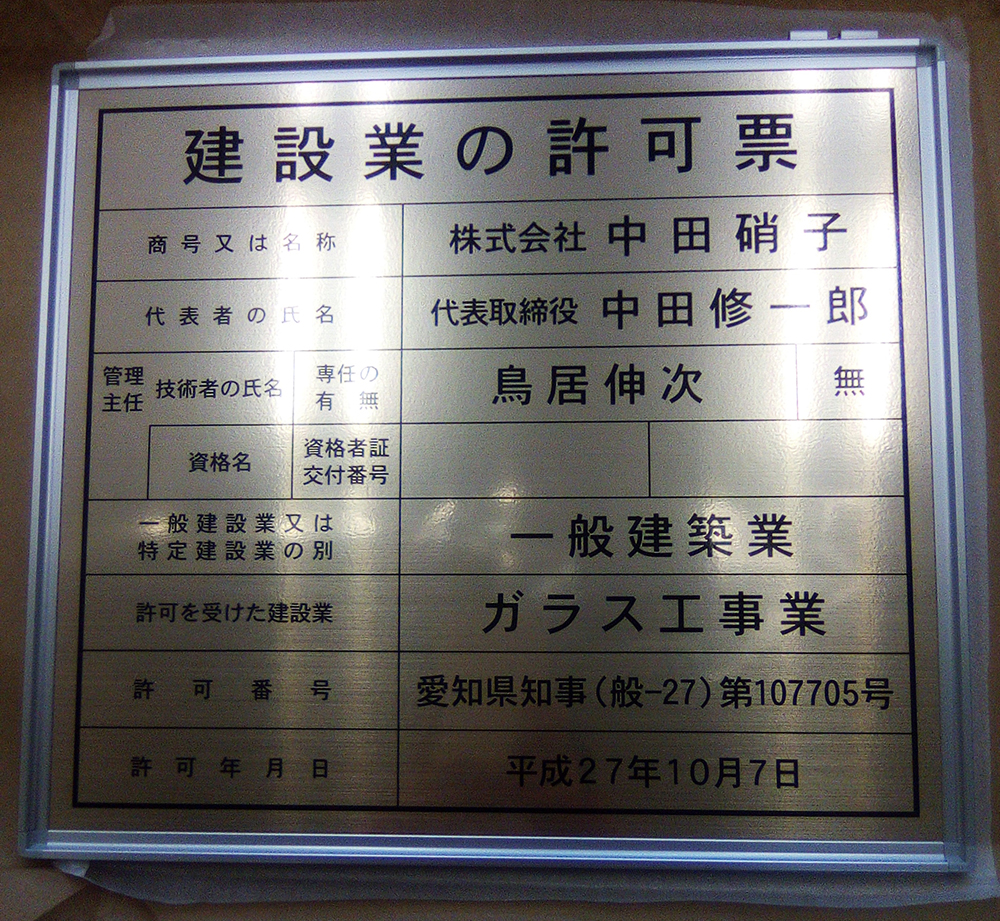 建設業の許可票
商号又は名称 株式会社 中田硝子
代表者の氏名 代表取締役 中田修一郎
管理
主任
技術者の氏名
専任の
有 無
鳥居伸次 無
資格名
資格者証
交付番号
一般建設業又は
特定建設業の別
一般建築業
許可を受けた建設業 ガラス工事業
許可番号 愛知県知事(般-27)第107705号
許可年月日 平成27年10月7日